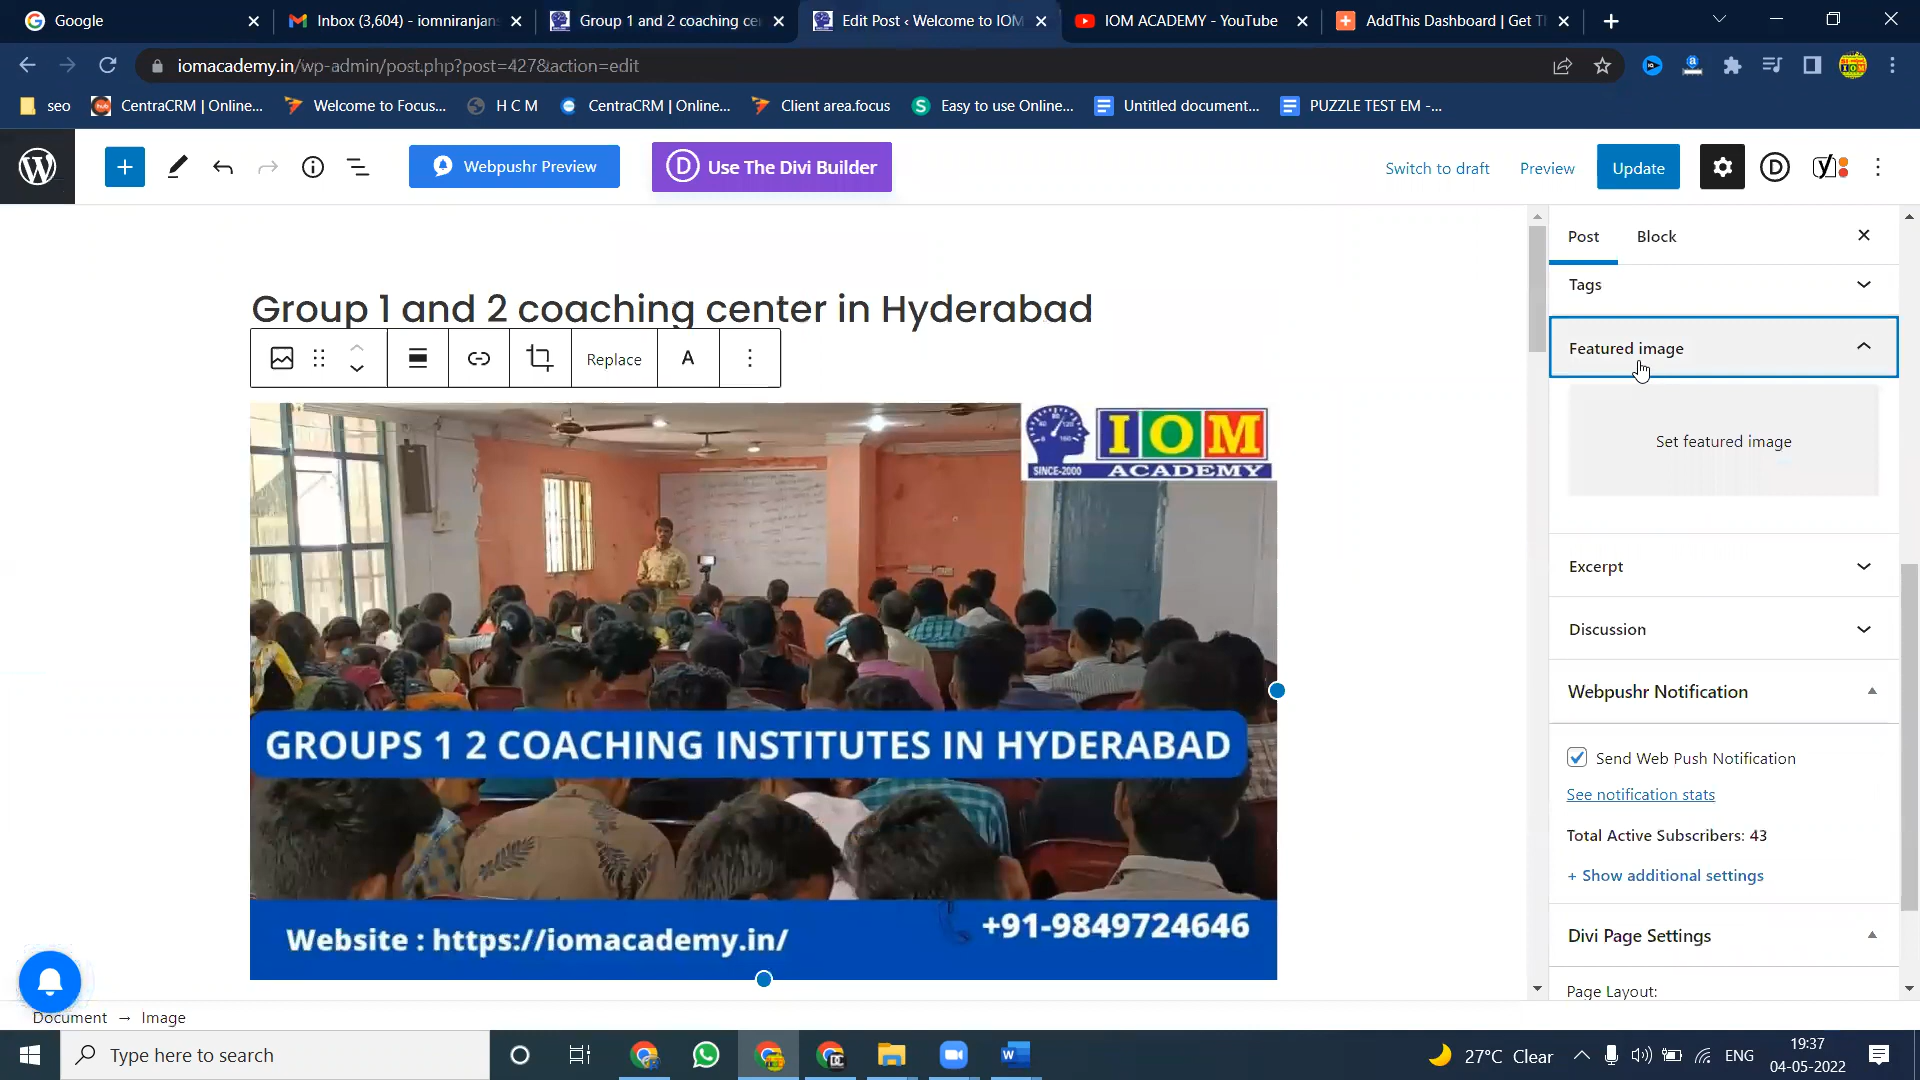 Google
Inbox (3,604) - iomniranjan
Group 1 and 2 coaching ce
Edit Post ‹ Welcome to IOM
IOM ACADEMY - YouTube
AddThis Dashboard | Get Th
iomacademy.in/wp-admin/post.php?post=427&action=edit
seo
CentraCRM | Online...
Welcome to Focus...
H C M
CentraCRM | Online...
Client area.focus
Easy to use Online...
Untitled document...
PUZZLE TEST EM -...
Webpushr Preview
Use The Divi Builder
Switch to draft
Preview
Update
Post
Block
Tags
Group 1 and 2 coaching center in Hyderabad
Replace
A
Featured image
Set featured image
IOM
ACADEMY
SINCE-2000
Excerpt
Discussion
Webpushr Notification
GROUPS 1 2 COACHING INSTITUTES IN HYDERABAD
Send Web Push Notification
See notification stats
Total Active Subscribers: 43
+ Show additional settings
Website : https://iomacademy.in/
+91-9849724646
Divi Page Settings
Page Layout:
Document → Image
Type here to search
27°C Clear
ENG
19:37
04-05-2022